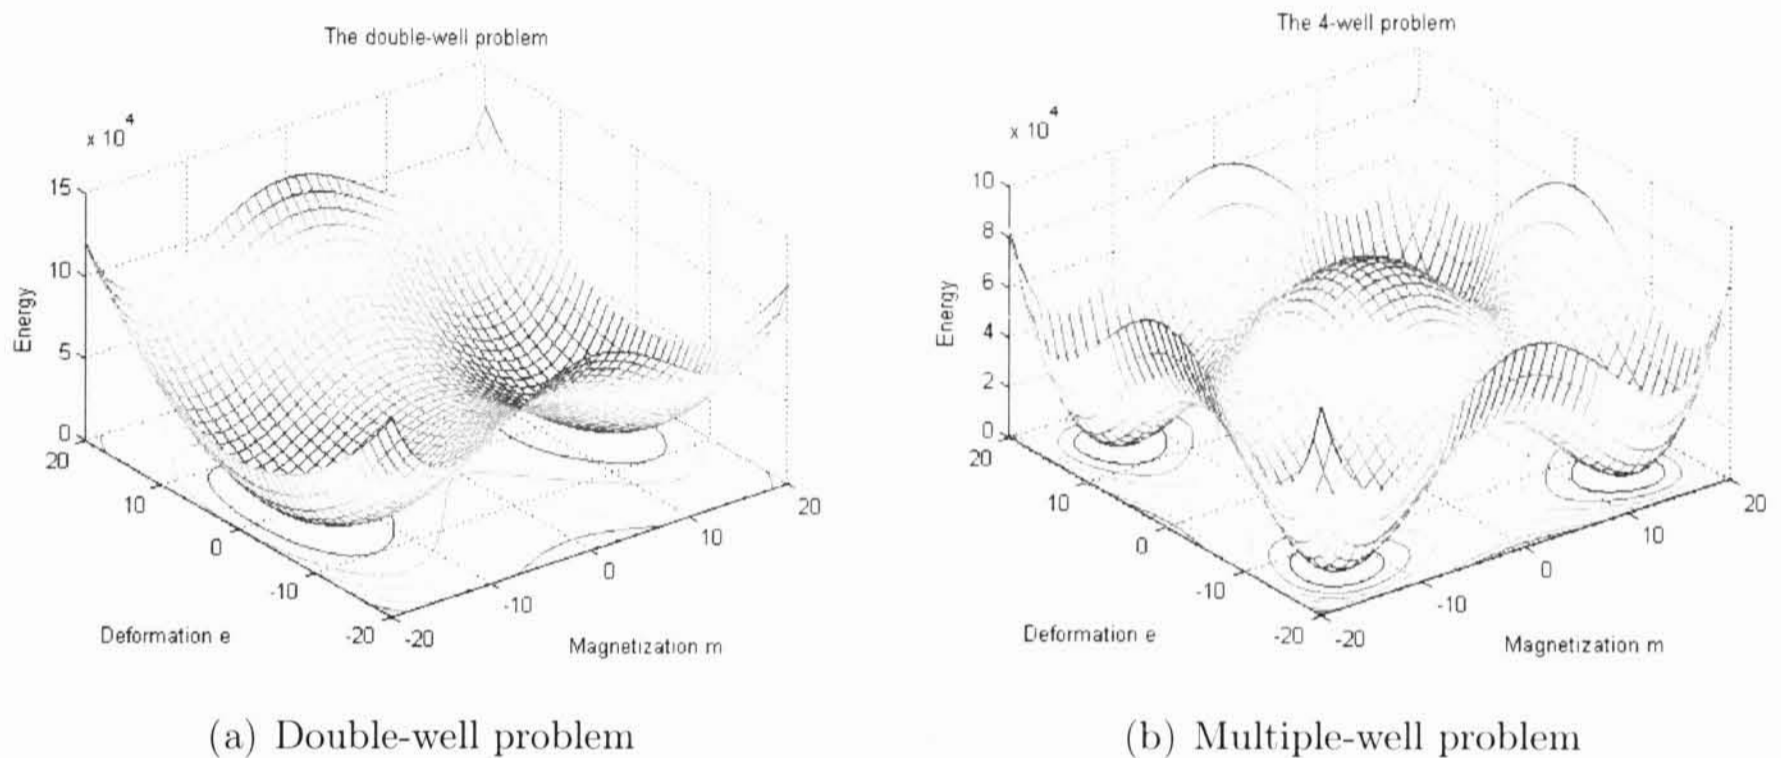 The double-well problem
x 10^4
15
10
5
0
Energy
20
10
0
-10
-20
Deformation e
-20
-10
0
10
20
Magnetization m
(a) Double-well problem
The 4-well problem
x 10^4
10
8
6
4
2
0
Energy
20
10
0
-10
-20
Deformation e
-20
-10
0
10
20
Magnetization m
(b) Multiple-well problem